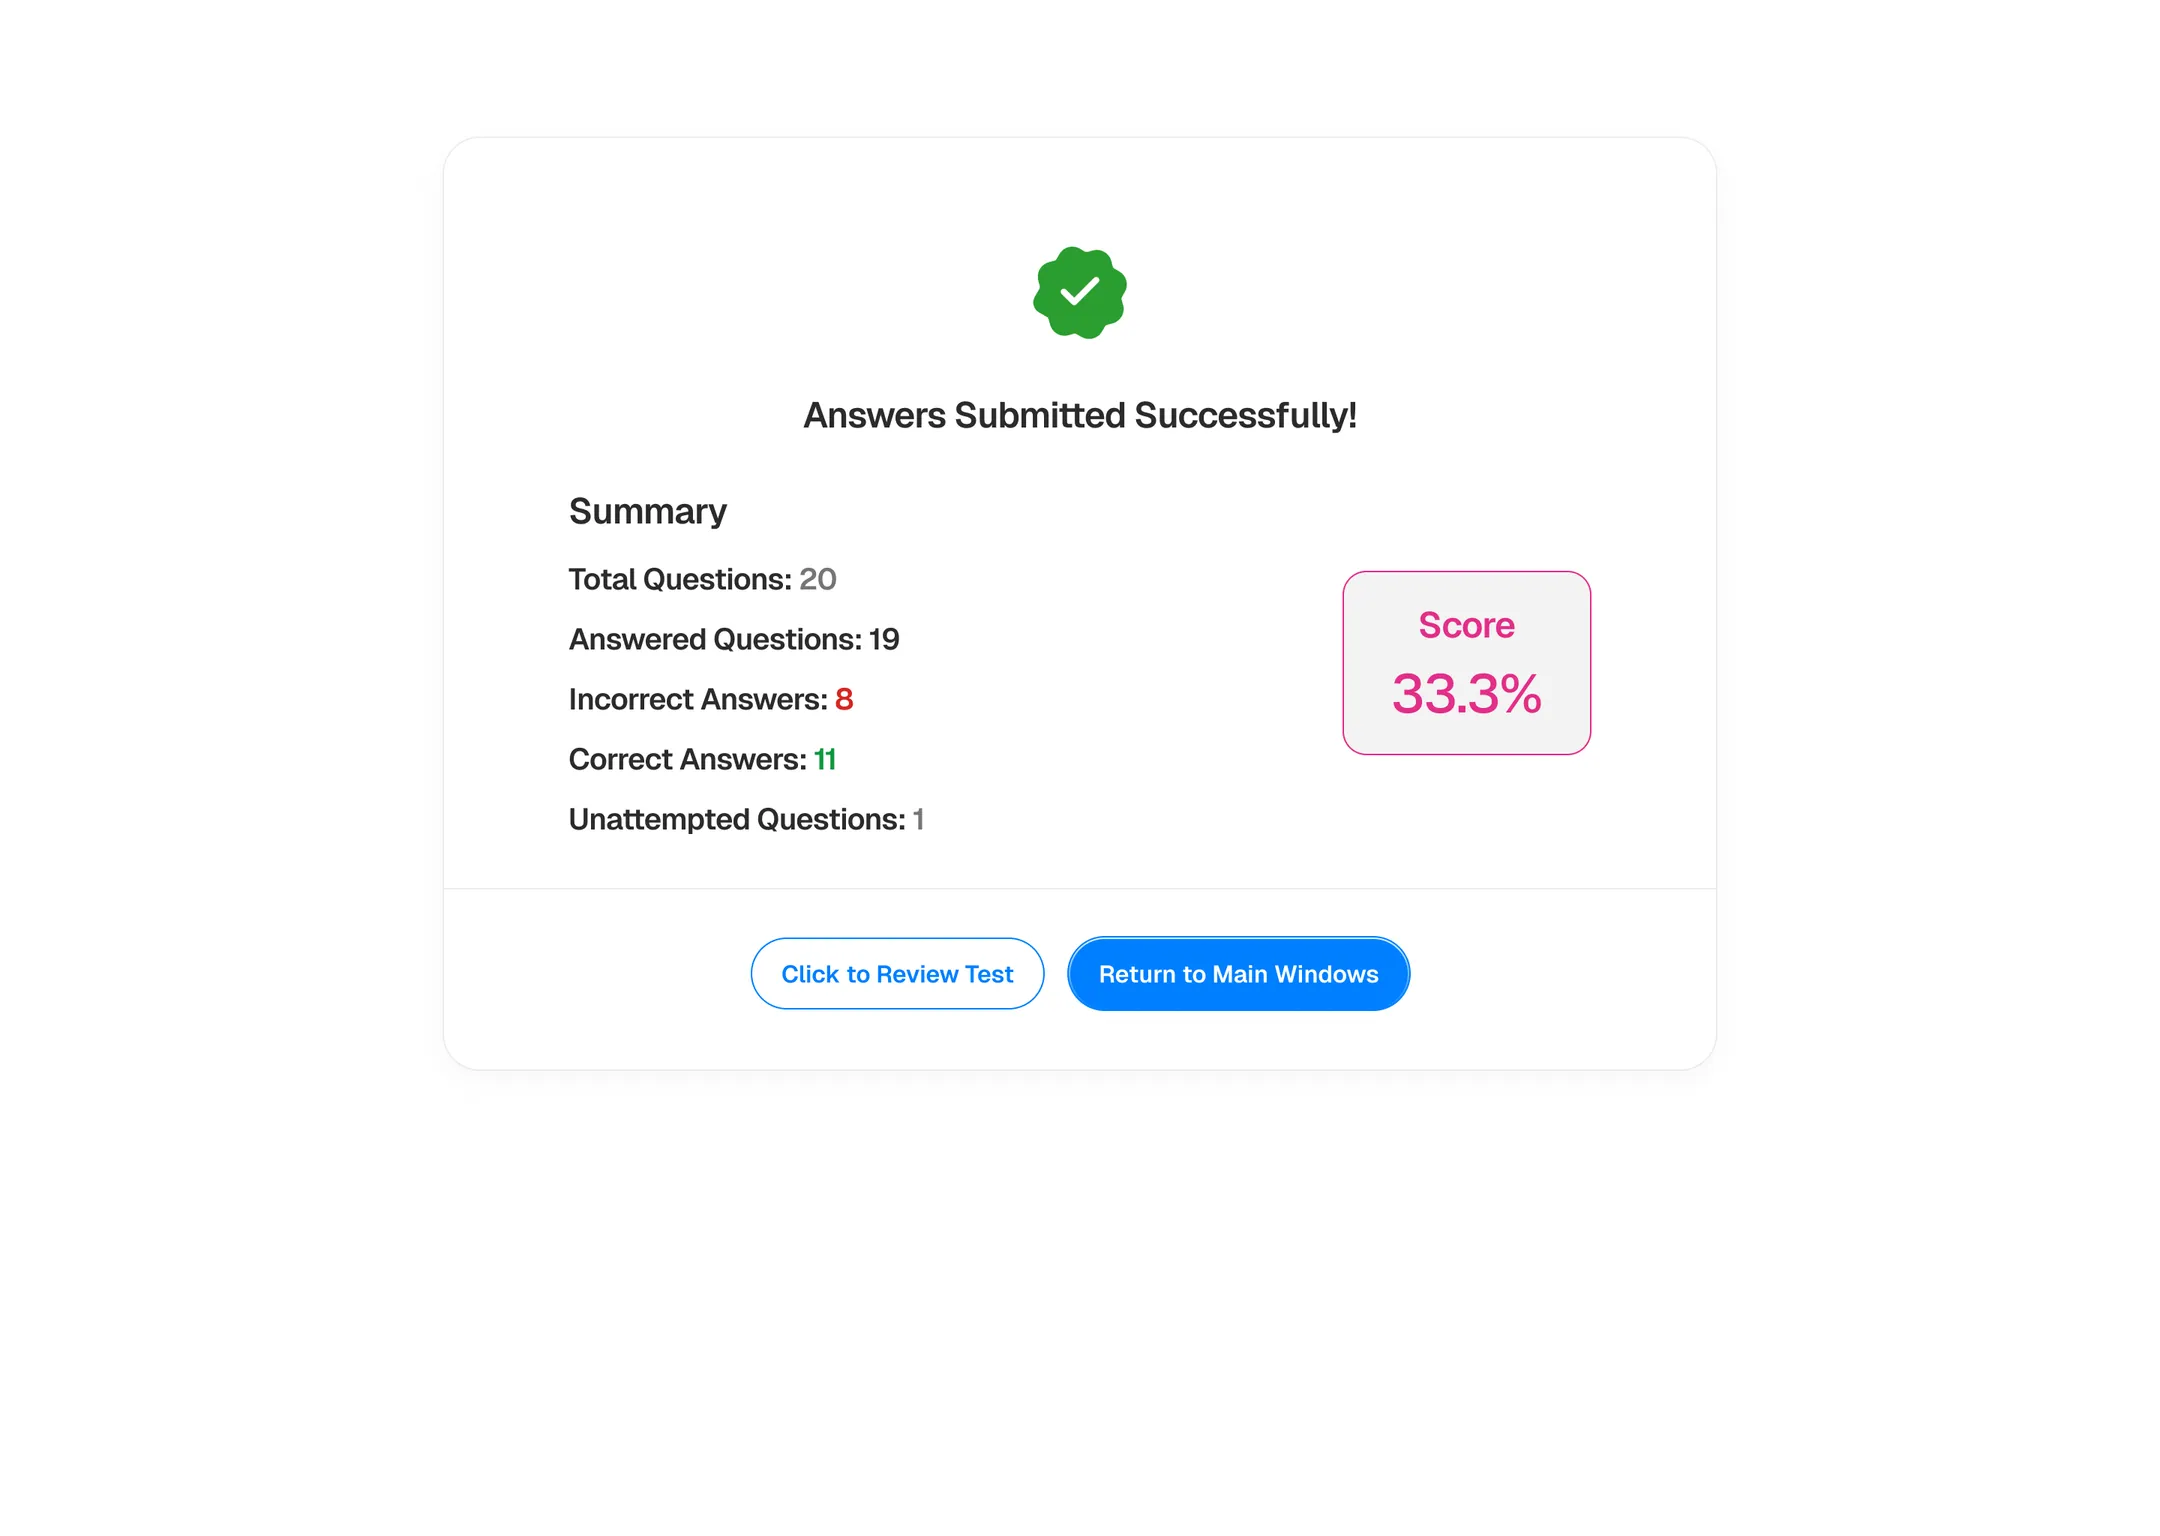 Answers Submitted Successfully!
Summary
Total Questions: 20
Answered Questions: 19
Incorrect Answers: 8
Correct Answers: 11
Unattempted Questions: 1
Score
33.3%
Click to Review Test
Return to Main Windows